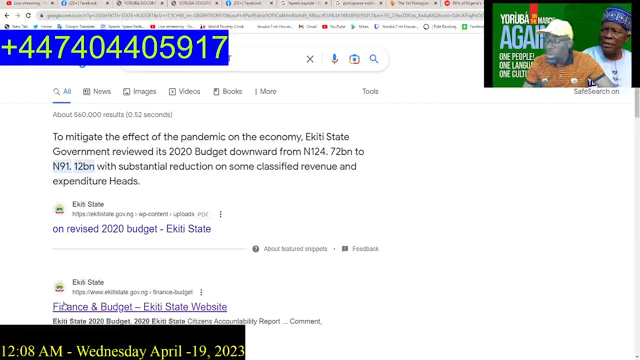 +447404405917
YORUBA
MARCH
AGAIN
ONE PEOPLE!
ONE LANGUAGE
ONE CULTURE
All
News
Images
Videos
Books
More
Tools
SafeSearch on
About 560,000 results (0.52 seconds)
To mitigate the effect of the pandemic on the economy, Ekiti State
Government reviewed its 2020 Budget downward from N124. 72bn to
N91. 12bn with substantial reduction on some classified revenue and
expenditure Heads.
Ekiti State
https://ekitistate.gov.ng › wp-content › uploads PDF
on revised 2020 budget - Ekiti State
About featured snippets
Feedback
Ekiti State
https://www.ekitistate.gov.ng › finance-budget
Finance & Budget – Ekiti State Website
Ekiti State 2020 Budget. 2020 Ekiti State Citizens Accountability Report ... Comment,
12:08 AM - Wednesday April -19, 2023